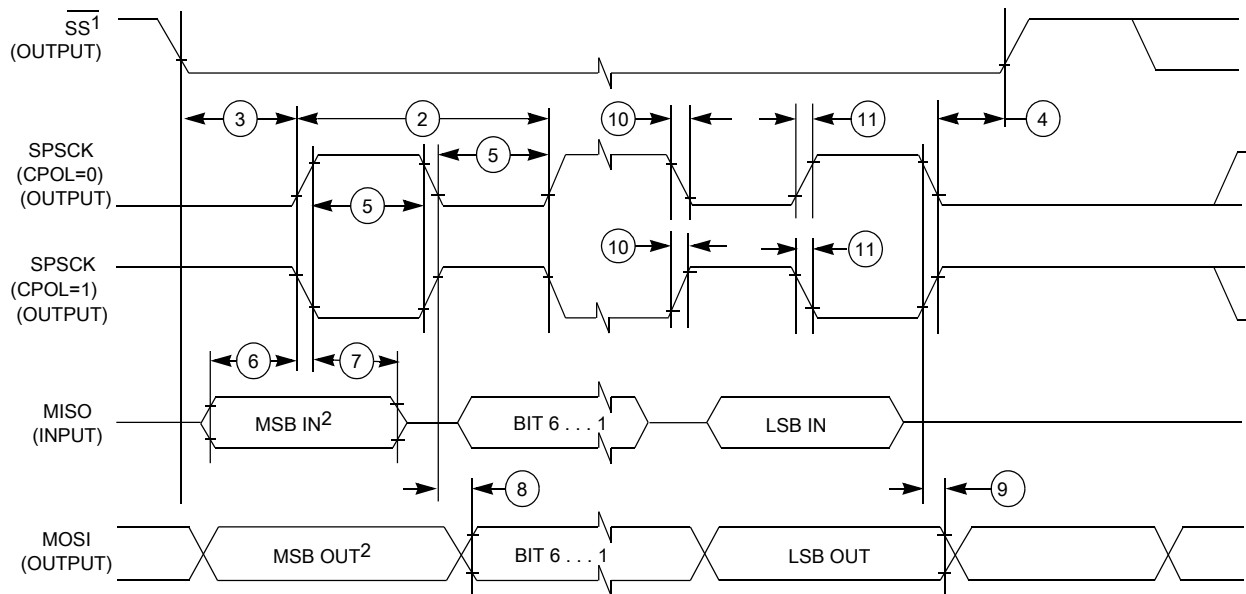 SS¹
(OUTPUT)
3
2
10
11
4
SPSCK
(CPOL=0)
(OUTPUT)
5
5
10
11
SPSCK
(CPOL=1)
(OUTPUT)
6
7
MISO
(INPUT)
MSB IN²
BIT 6 . . . 1
LSB IN
8
9
MOSI
(OUTPUT)
MSB OUT²
BIT 6 . . . 1
LSB OUT